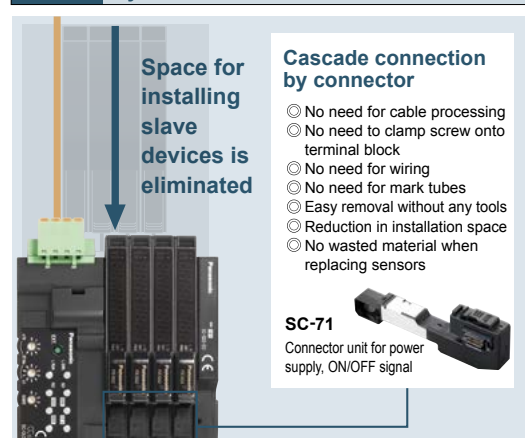 Space for
installing
slave
devices is
eliminated
Cascade connection
by connector
◎ No need for cable processing
◎ No need to clamp screw onto
terminal block
◎ No need for wiring
◎ No need for mark tubes
◎ Easy removal without any tools
◎ Reduction in installation space
◎ No wasted material when
replacing sensors
SC-71
Connector unit for power
supply, ON/OFF signal
Panasonic
Panasonic
CE